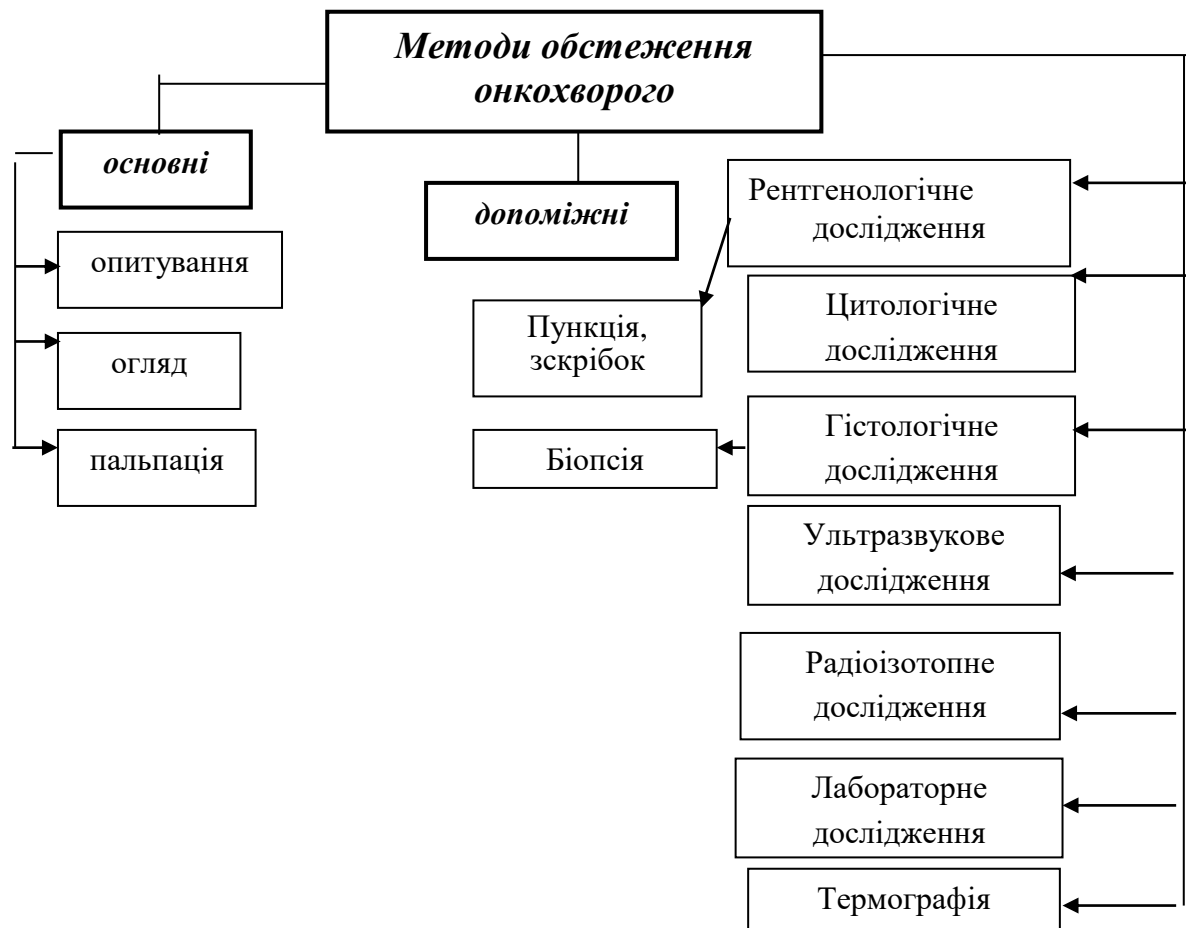 Методи обстеження
онкохворого
основні
допоміжні
опитування
огляд
пальпація
Пункція,
зскрібок
Біопсія
Рентгенологічне
дослідження
Цитологічне
дослідження
Гістологічне
дослідження
Ультразвукове
дослідження
Радіоізотопне
дослідження
Лабораторне
дослідження
Термографія